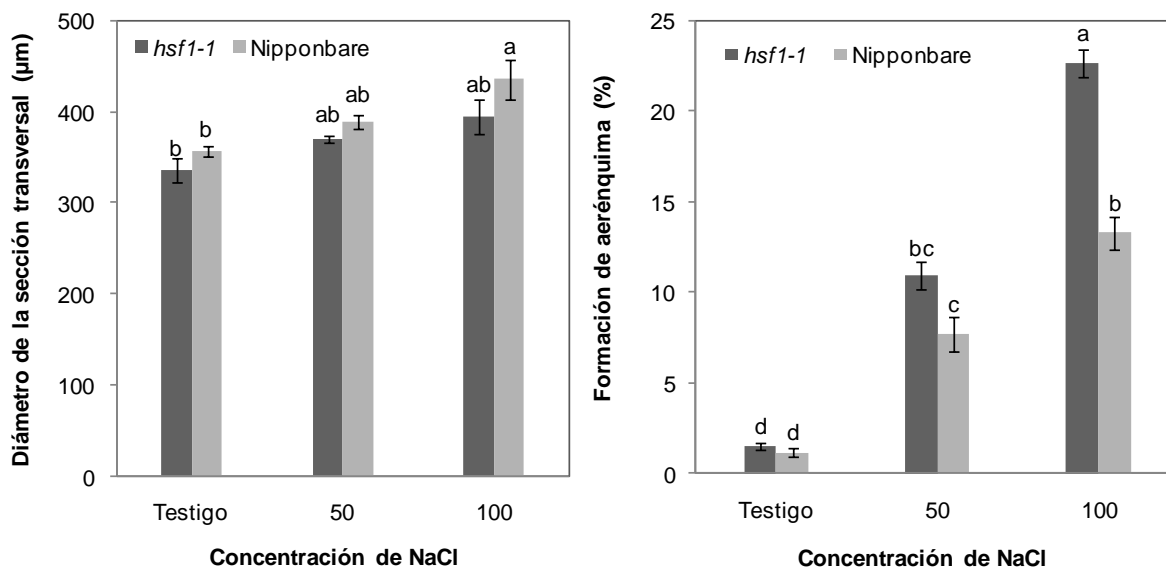 Diámetro de la sección transversal (µm)
500
400
300
200
100
0
hsf1-1 Nipponbare
b b ab ab ab a
Testigo 50 100
Concentración de NaCl
Formación de aerénquima (%)
25
20
15
10
5
0
hsf1-1 Nipponbare
d d bc c a b
Testigo 50 100
Concentración de NaCl